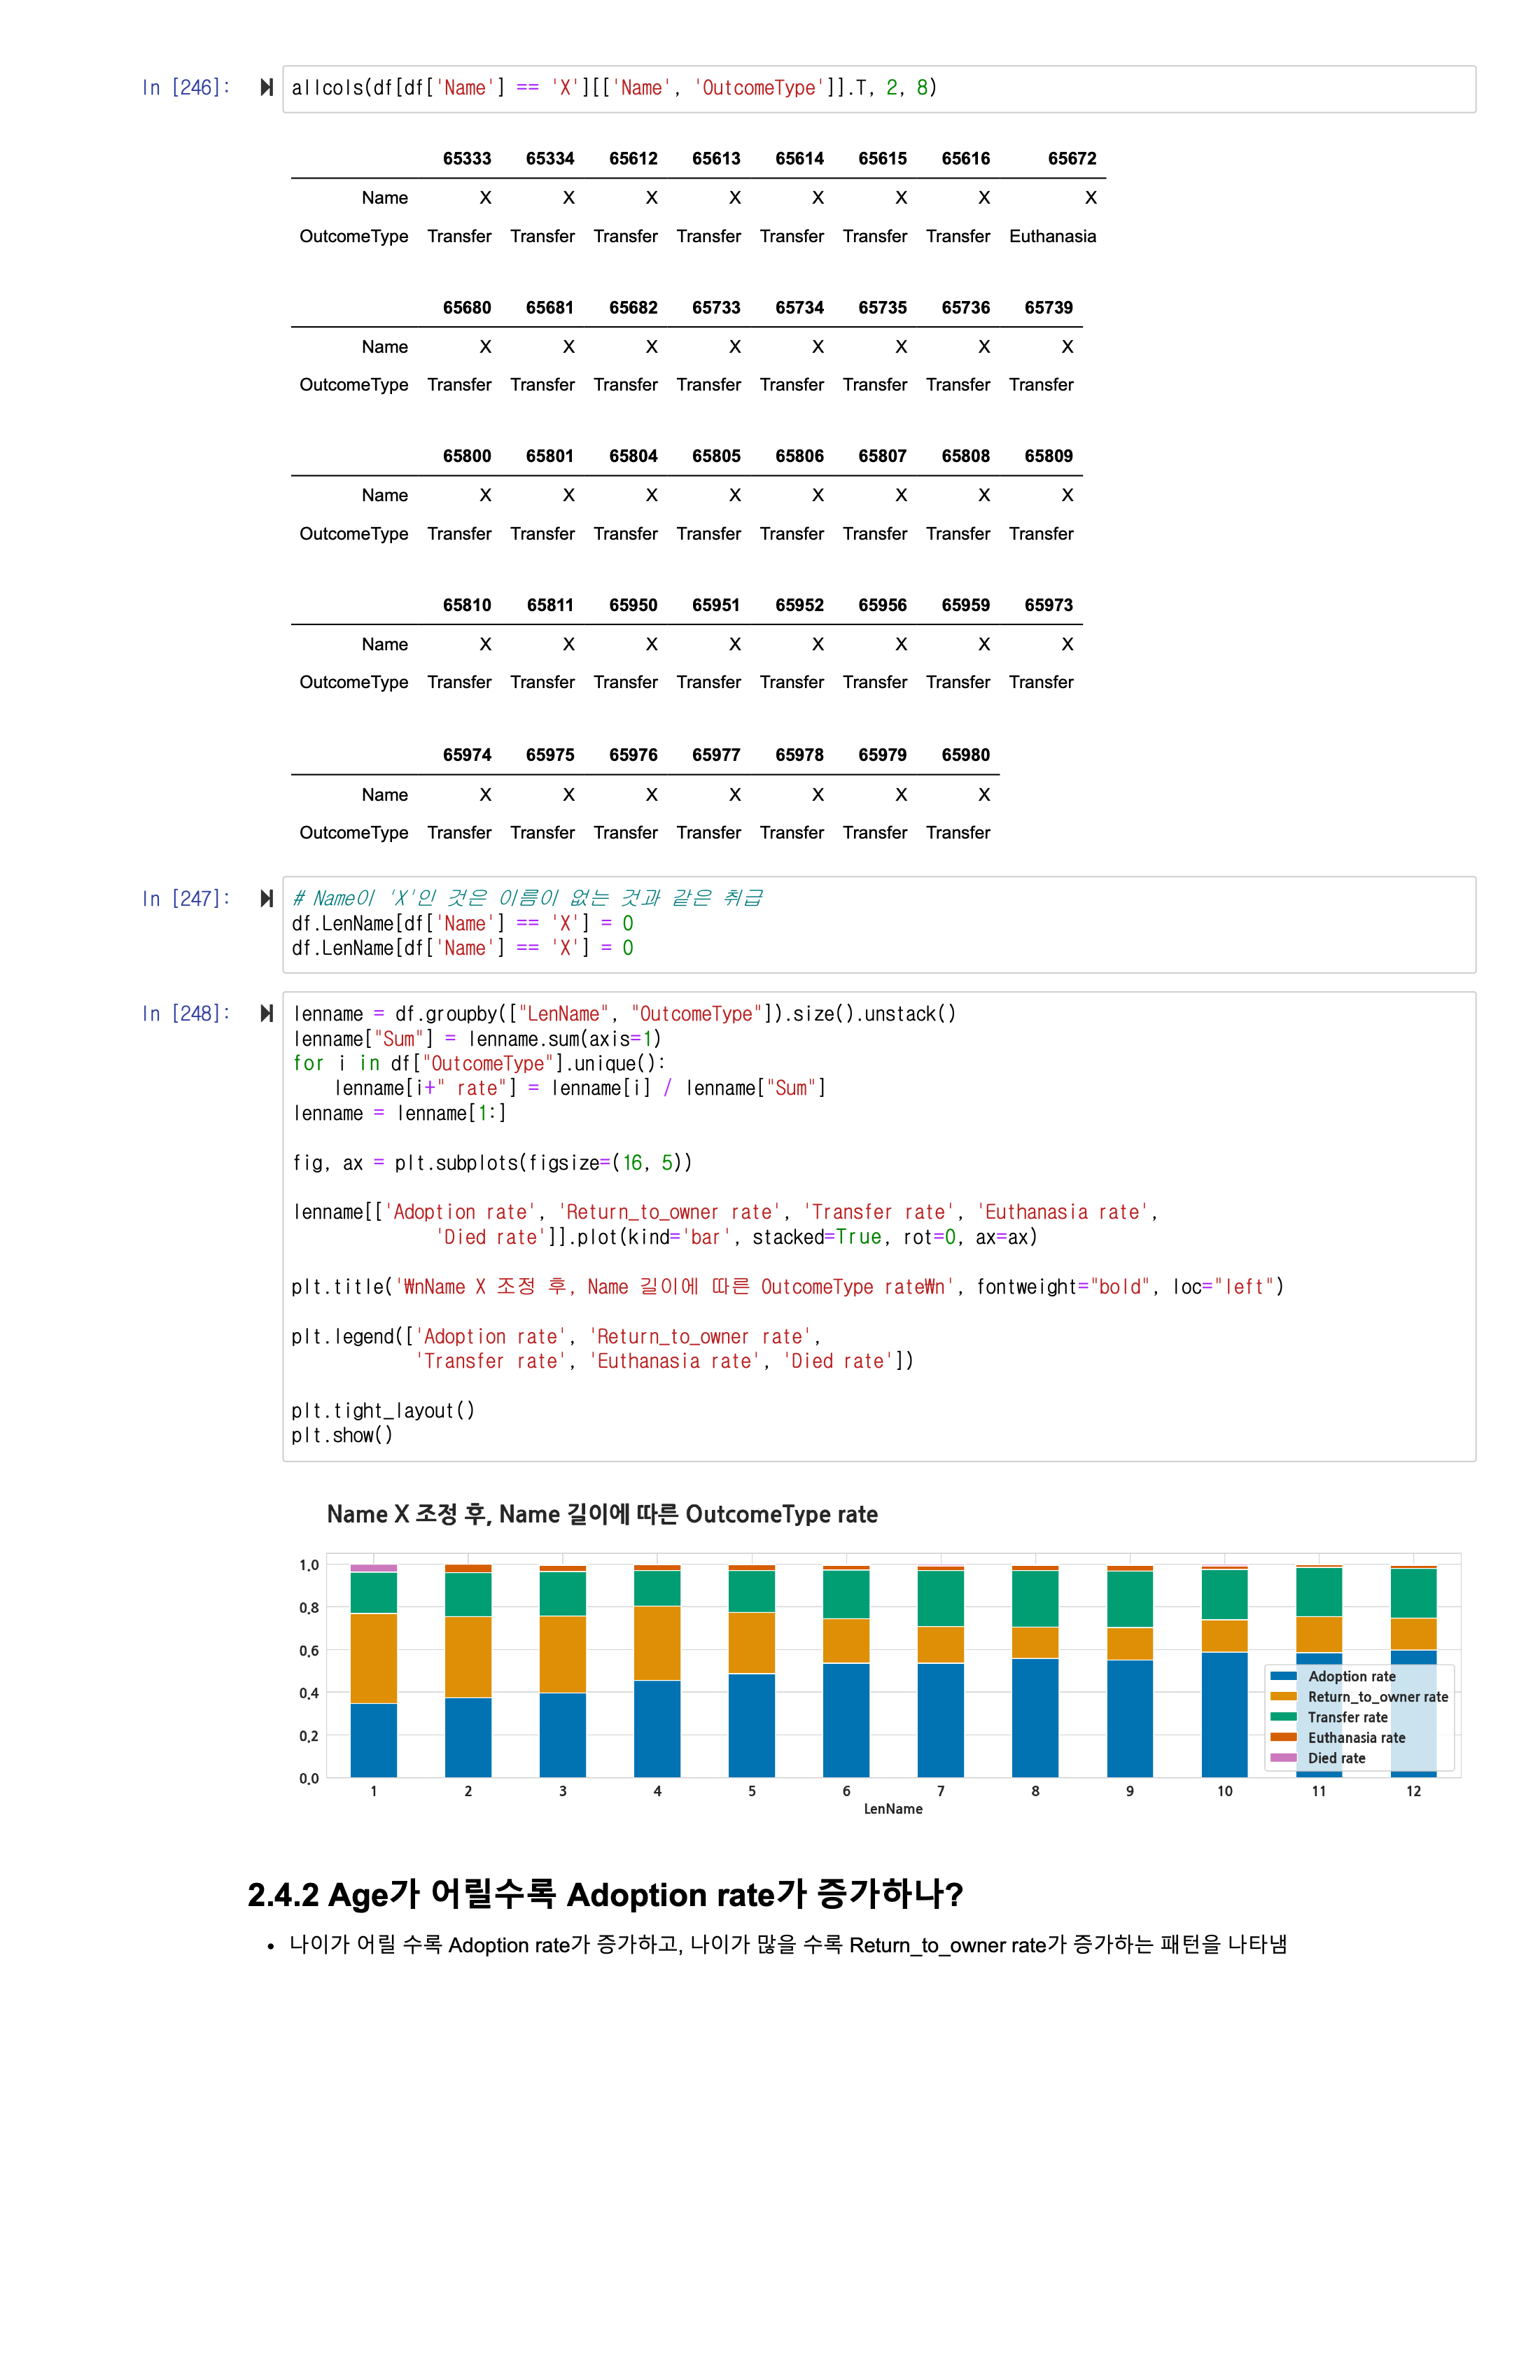 In [246]: allcols(df[df['Name'] == 'X'][['Name', 'OutcomeType']].T, 2, 8)
65333 65334 65612 65613 65614 65615 65616 65672
Name X X X X X X X X
OutcomeType Transfer Transfer Transfer Transfer Transfer Transfer Transfer Euthanasia
65680 65681 65682 65733 65734 65735 65736 65739
Name X X X X X X X X
OutcomeType Transfer Transfer Transfer Transfer Transfer Transfer Transfer Transfer
65800 65801 65804 65805 65806 65807 65808 65809
Name X X X X X X X X
OutcomeType Transfer Transfer Transfer Transfer Transfer Transfer Transfer Transfer
65810 65811 65950 65951 65952 65956 65959 65973
Name X X X X X X X X
OutcomeType Transfer Transfer Transfer Transfer Transfer Transfer Transfer Transfer
65974 65975 65976 65977 65978 65979 65980
Name X X X X X X X
OutcomeType Transfer Transfer Transfer Transfer Transfer Transfer Transfer
In [247]: # Name이 'X'인 것은 이름이 없는 것과 같은 취급
df.LenName[df['Name'] == 'X'] = 0
df.LenName[df['Name'] == 'X'] = 0
In [248]: lenname = df.groupby(["LenName", "OutcomeType"]).size().unstack()
lenname["Sum"] = lenname.sum(axis=1)
for i in df["OutcomeType"].unique():
    lenname[i+" rate"] = lenname[i] / lenname["Sum"]
lenname = lenname[1:]
fig, ax = plt.subplots(figsize=(16, 5))
lenname[['Adoption rate', 'Return_to_owner rate', 'Transfer rate', 'Euthanasia rate',
'Died rate']].plot(kind='bar', stacked=True, rot=0, ax=ax)
plt.title('₩nName X 조정 후, Name 길이에 따른 OutcomeType rate₩n', fontweight="bold", loc="left")
plt.legend(['Adoption rate', 'Return_to_owner rate',
'Transfer rate', 'Euthanasia rate', 'Died rate'])
plt.tight_layout()
plt.show()
Name X 조정 후, Name 길이에 따른 OutcomeType rate
1.0
0.8
0.6
0.4
0.2
0.0
Adoption rate
Return_to_owner rate
Transfer rate
Euthanasia rate
Died rate
1 2 3 4 5 6 7 8 9 10 11 12
LenName
2.4.2 Age가 어릴수록 Adoption rate가 증가하나?
• 나이가 어릴 수록 Adoption rate가 증가하고, 나이가 많을 수록 Return_to_owner rate가 증가하는 패턴을 나타냄